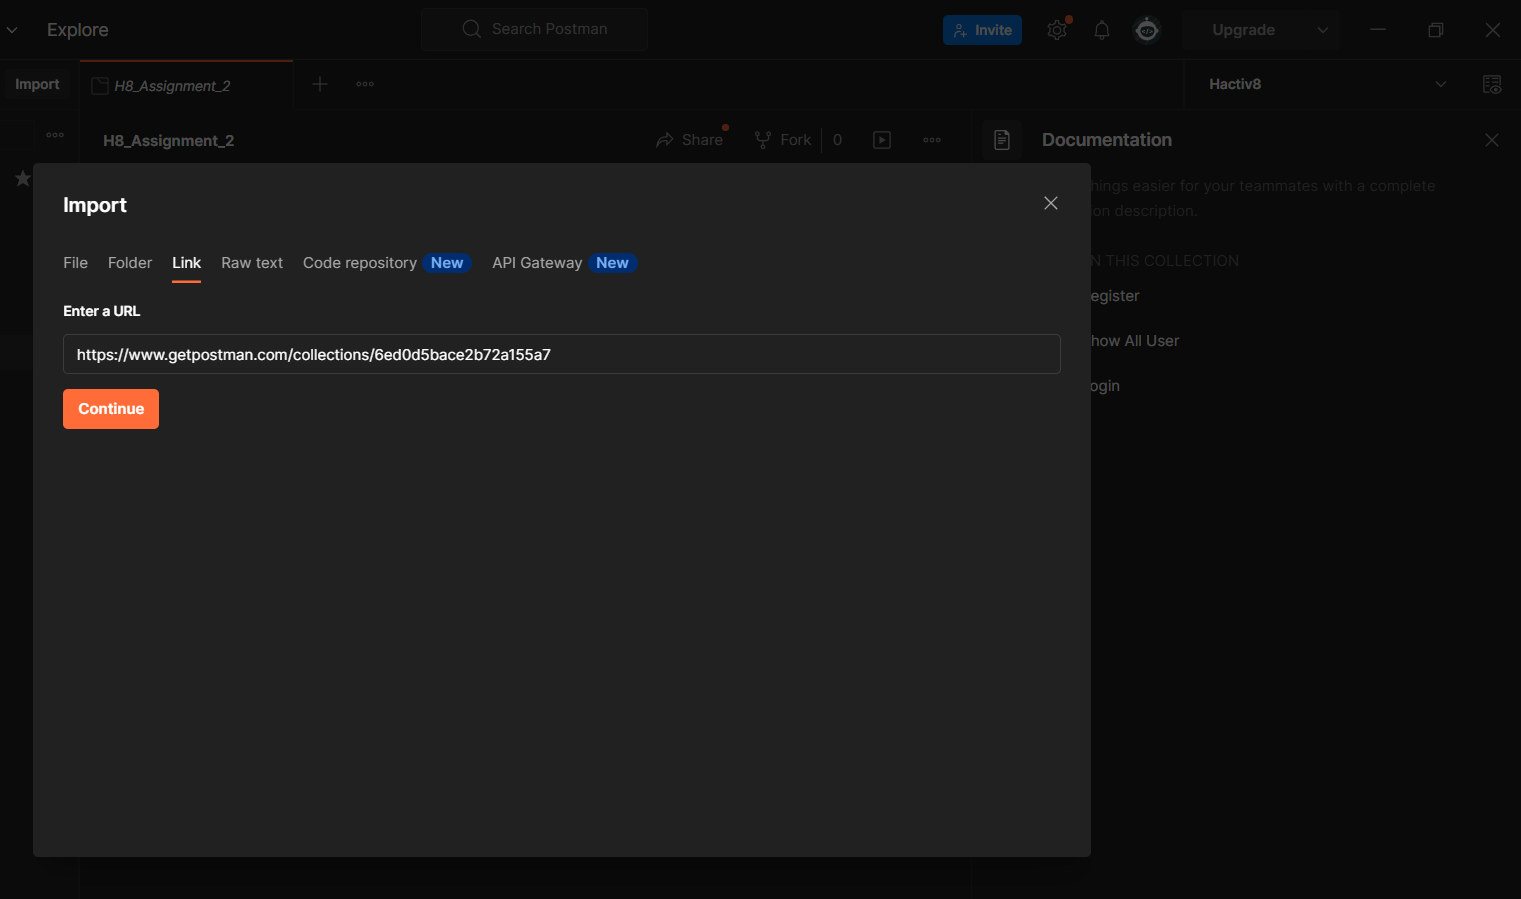 Explore
Search Postman
Invite
Upgrade
Import
H8_Assignment_2
Hactiv8
H8_Assignment_2
Share
Fork
0
Documentation
hings easier for your teammates with a complete
on description.
N THIS COLLECTION
egister
how All User
ogin
Import
File
Folder
Link
Raw text
Code repository
New
API Gateway
New
Enter a URL
https://www.getpostman.com/collections/6ed0d5bace2b72a155a7
Continue